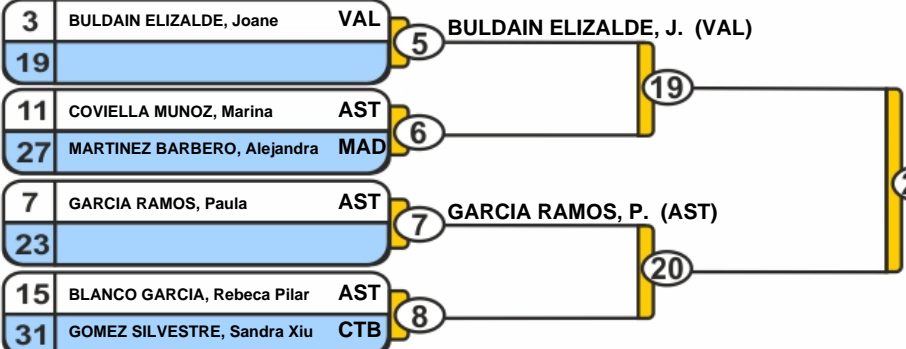 3 BULDAIN ELIZALDE, Joane VAL
5 BULDAIN ELIZALDE, J. (VAL)
19
19
11 COVIELLA MUNOZ, Marina AST
6
27 MARTINEZ BARBERO, Alejandra MAD
7 GARCIA RAMOS, Paula AST
7 GARCIA RAMOS, P. (AST)
23
20
15 BLANCO GARCIA, Rebeca Pilar AST
8
31 GOMEZ SILVESTRE, Sandra Xiu CTB